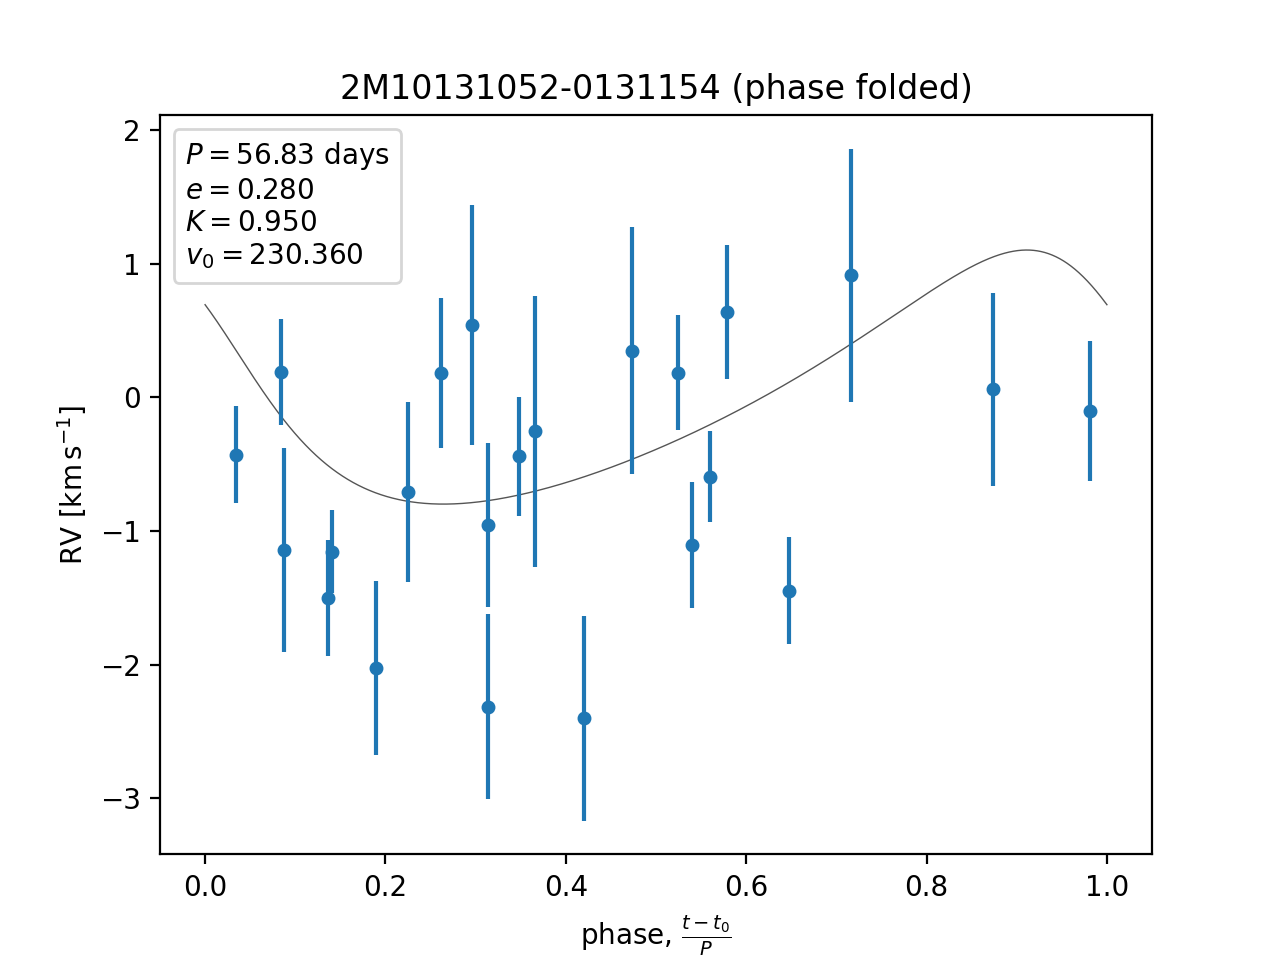 2M10131052-0131154 (phase folded)
P = 56.83 days
e = 0.280
K = 0.950
v₀ = 230.360
2
1
0
−1
−2
−3
RV [km s⁻¹]
0.0 0.2 0.4 0.6 0.8 1.0
phase, (t − t₀)/P